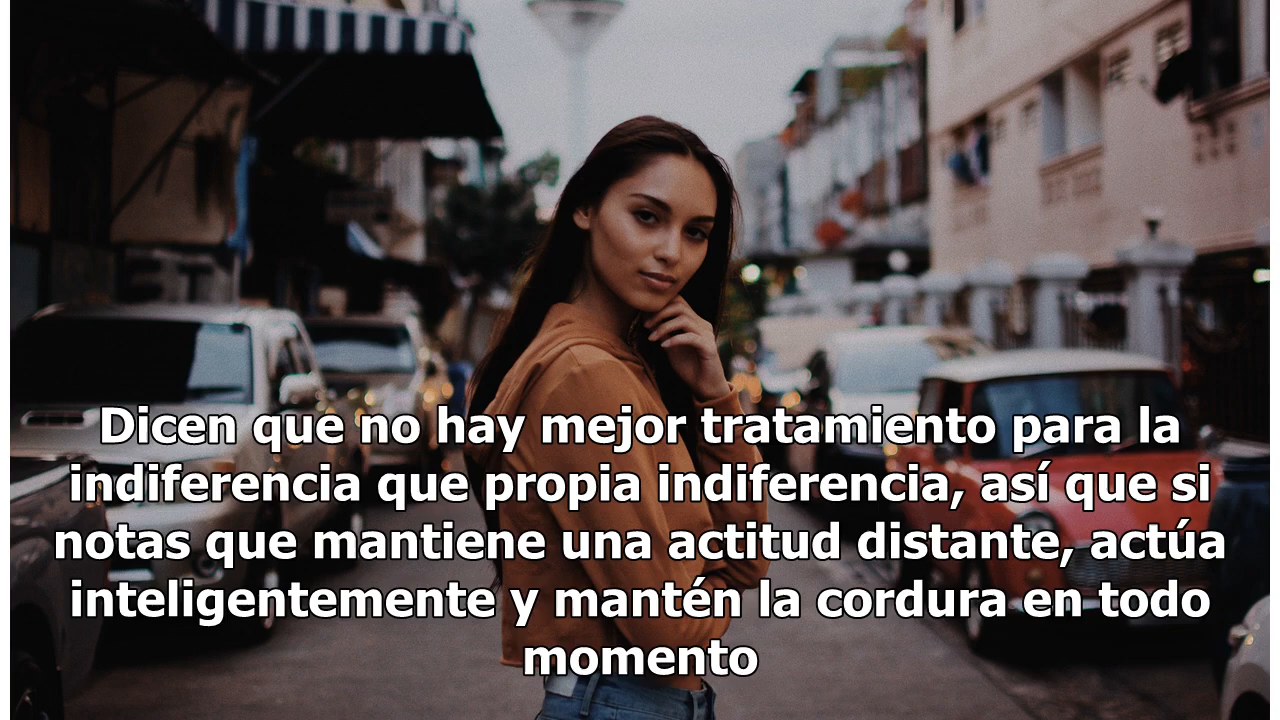 Dicen que no hay mejor tratamiento para la
indiferencia que propia indiferencia, así que si
notas que mantiene una actitud distante, actúa
inteligentemente y mantén la cordura en todo
momento